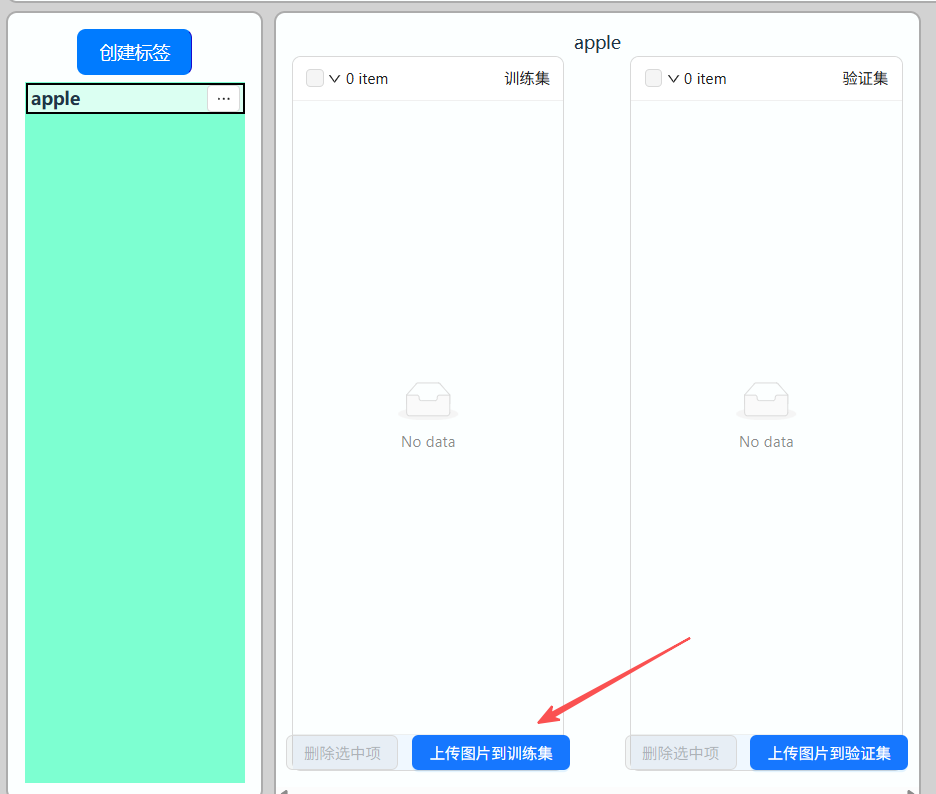 创建标签
apple
···
apple
0 item 训练集
0 item 验证集
No data
No data
删除选中项 上传图片到训练集
删除选中项 上传图片到验证集